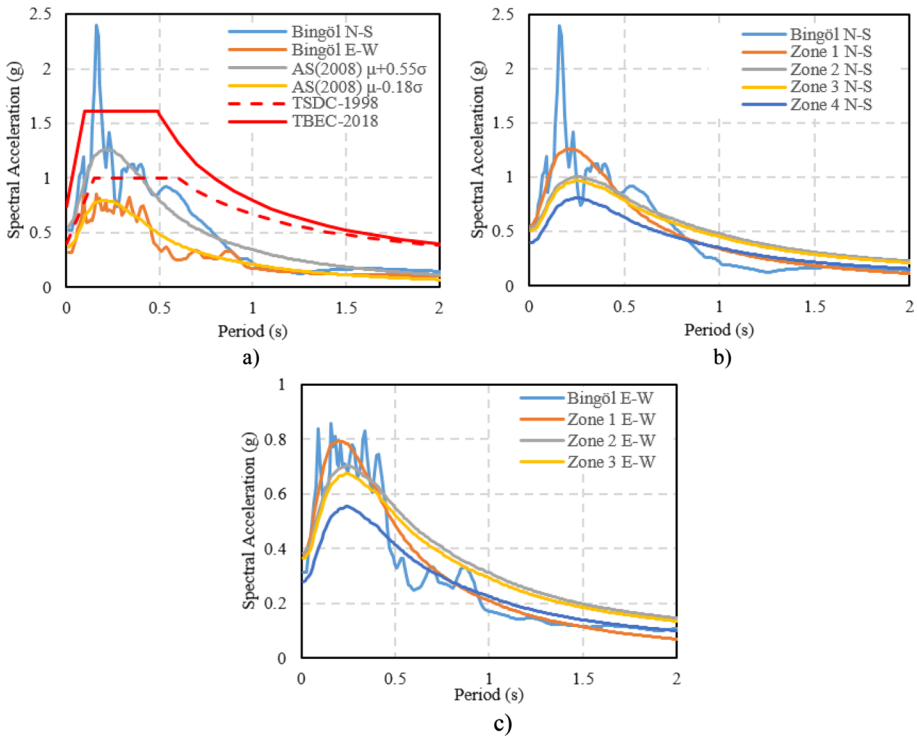 2.5
2
1.5
1
0.5
0
Spectral Acceleration (g)
Bingöl N-S
Bingöl E-W
AS(2008) μ+0.55σ
AS(2008) μ-0.18σ
TSDC-1998
TBEC-2018
0 0.5 1 1.5 2
Period (s)
a)
2.5
2
1.5
1
0.5
0
Spectral Acceleration (g)
Bingöl N-S
Zone 1 N-S
Zone 2 N-S
Zone 3 N-S
Zone 4 N-S
0 0.5 1 1.5 2
Period (s)
b)
1
0.8
0.6
0.4
0.2
0
Spectral Acceleration (g)
Bingöl E-W
Zone 1 E-W
Zone 2 E-W
Zone 3 E-W
0 0.5 1 1.5 2
Period (s)
c)